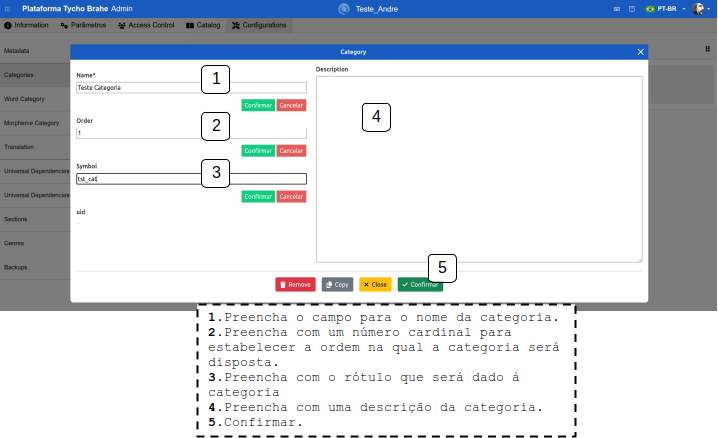 Plataforma Tycho Brahe Admin
Teste_Andre
PT-BR
Information Parâmetros Access Control Catalog Configurations
Metadata
Categories
Word Category
Morpheme Category
Translation
Universal Dependencies
Universal Dependencies
Sections
Genres
Backups
Category
Name*
1
Teste Categoria
Confirmar Cancelar
Order
2
1
Confirmar Cancelar
Symbol
3
tst_cat
Confirmar Cancelar
uid
Description
4
5
Remove Copy Close Confirmar
1.Preencha o campo para o nome da categoria.
2.Preencha com um número cardinal para
estabelecer a ordem na qual a categoria será
disposta.
3.Preencha com o rótulo que será dado à
categoria
4.Preencha com uma descrição da categoria.
5.Confirmar.